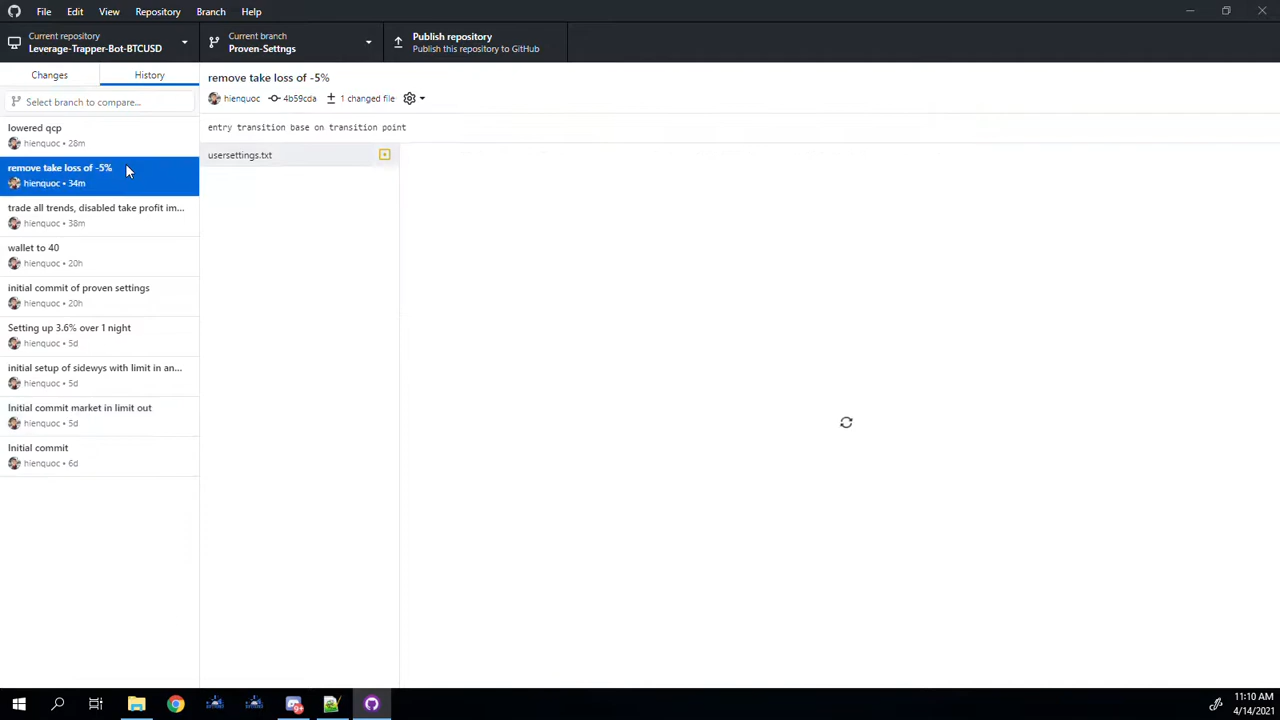 File Edit View Repository Branch Help
Current repository
Leverage-Trapper-Bot-BTCUSD
Current branch
Proven-Settngs
Publish repository
Publish this repository to GitHub
Changes
History
Select branch to compare...
lowered qcp
hienquoc • 28m
remove take loss of -5%
hienquoc • 34m
trade all trends, disabled take profit im...
hienquoc • 38m
wallet to 40
hienquoc • 20h
initial commit of proven settings
hienquoc • 20h
Setting up 3.6% over 1 night
hienquoc • 5d
initial setup of sidewys with limit in an...
hienquoc • 5d
Initial commit market in limit out
hienquoc • 5d
Initial commit
hienquoc • 6d
remove take loss of -5%
hienquoc 4b59cda 1 changed file
entry transition base on transition point
usersettings.txt
11:10 AM
4/14/2021